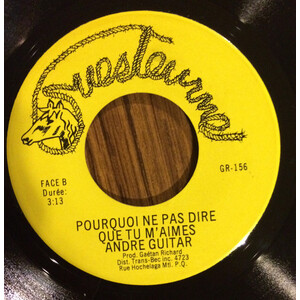 Ouesteurne
GR-156
FACE B
Durée:
3:13
POURQUOI NE PAS DIRE
QUE TU M'AIMES
ANDRE GUITAR
Prod. Gaétan Richard
Dist. Trans-Bec inc. 4723
Rue Hochelaga Mtl. P.Q.